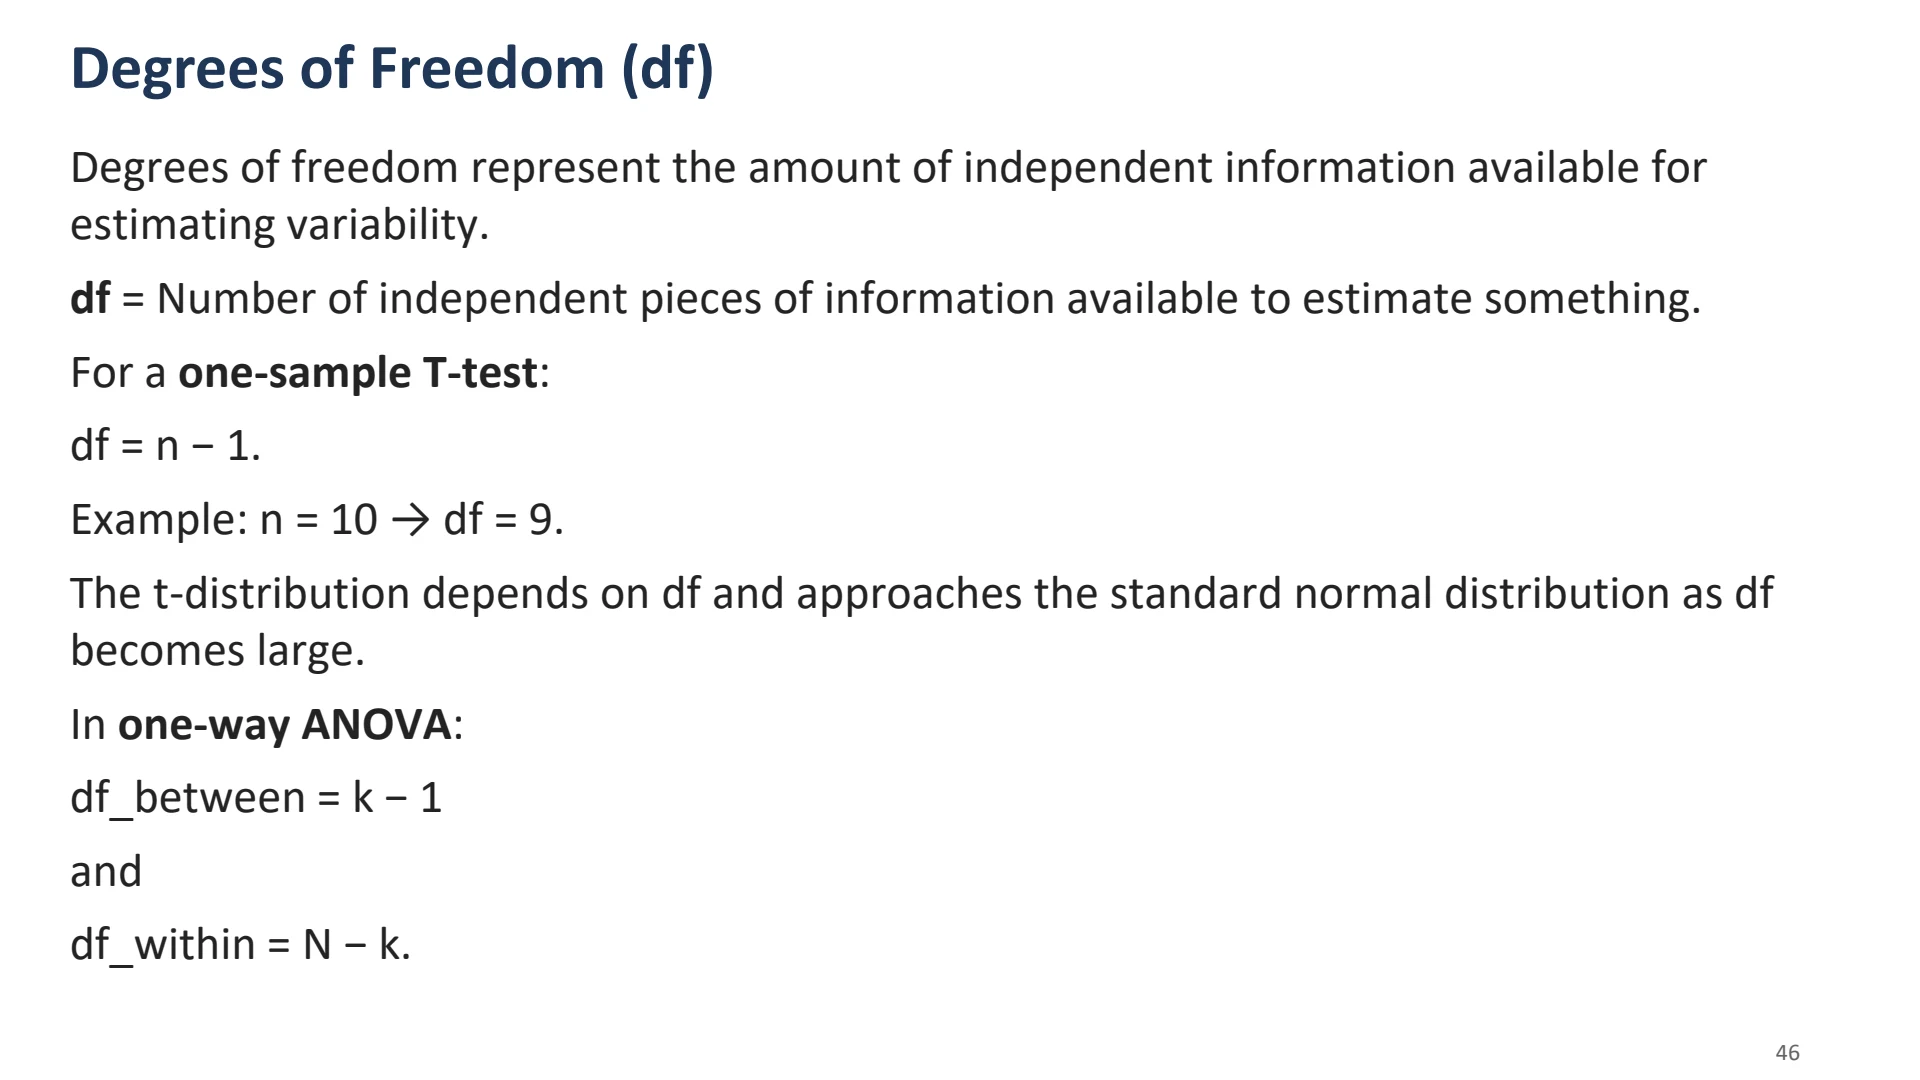 Degrees of Freedom (df)
Degrees of freedom represent the amount of independent information available for
estimating variability.
df = Number of independent pieces of information available to estimate something.
For a one-sample T-test:
df = n − 1.
Example: n = 10 → df = 9.
The t-distribution depends on df and approaches the standard normal distribution as df
becomes large.
In one-way ANOVA:
df_between = k − 1
and
df_within = N − k.
46